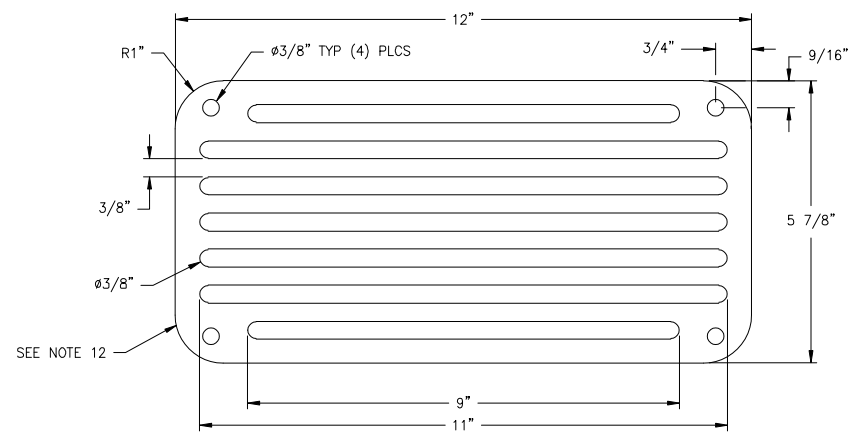 12"
R1"
ø3/8" TYP (4) PLCS
3/4"
9/16"
3/8"
5 7/8"
ø3/8"
SEE NOTE 12
9"
11"